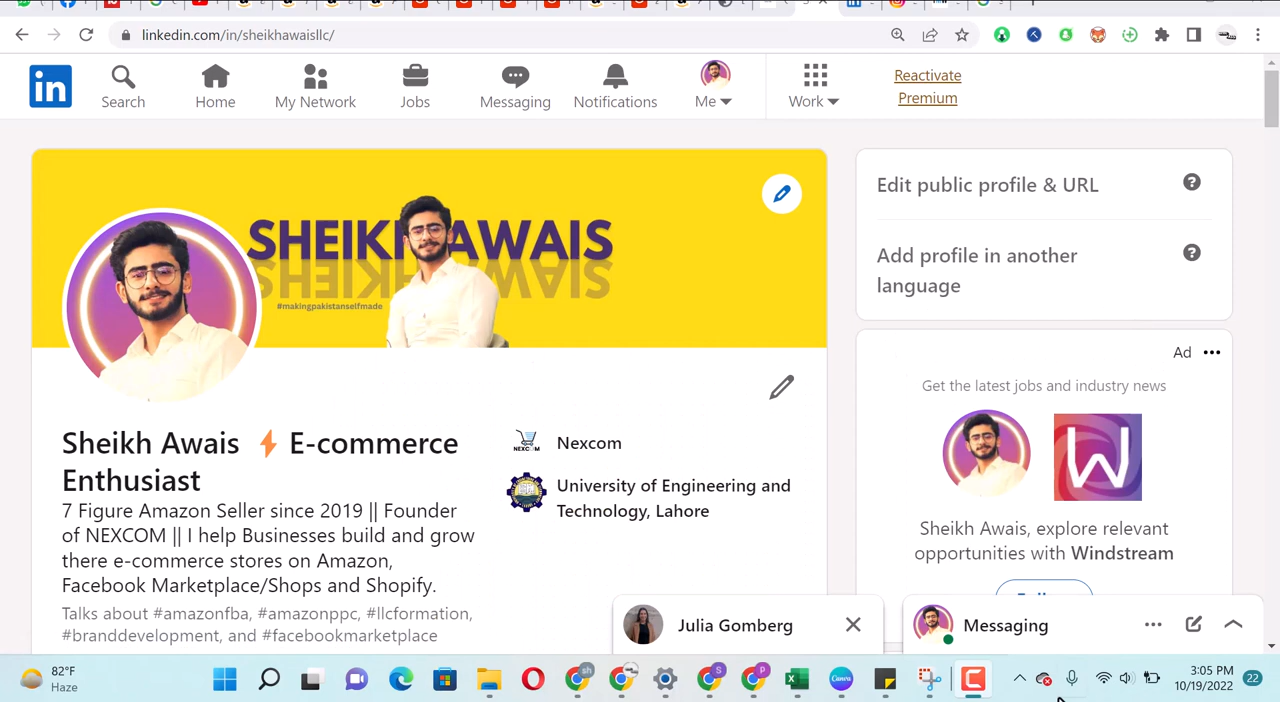 linkedin.com/in/sheikhawaisllc/
in
Search
Home
My Network
Jobs
Messaging
Notifications
Me
Work
Reactivate
Premium
SHEIKH AWAIS
#makingpakistanselfmade
Edit public profile & URL
Add profile in another
language
Ad
Get the latest jobs and industry news
W
Sheikh Awais, explore relevant
opportunities with Windstream
Sheikh Awais ⚡ E-commerce
Enthusiast
7 Figure Amazon Seller since 2019 || Founder
of NEXCOM || I help Businesses build and grow
there e-commerce stores on Amazon,
Facebook Marketplace/Shops and Shopify.
Talks about #amazonfba, #amazonppc, #llcformation,
#branddevelopment, and #facebookmarketplace
NEXCOM
Nexcom
University of Engineering and
Technology, Lahore
Julia Gomberg
Messaging
82°F
Haze
3:05 PM
10/19/2022
22